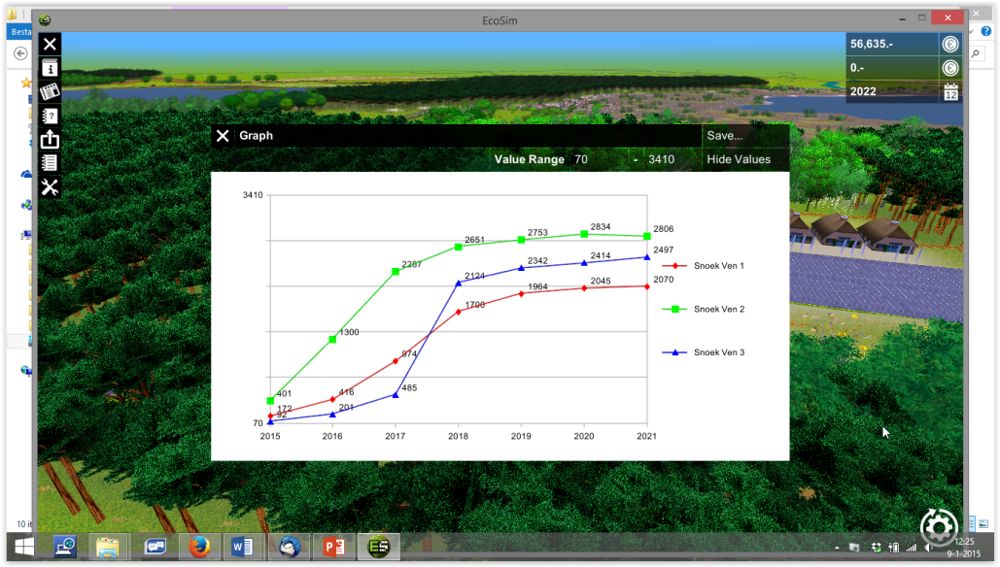 EcoSim
Besta
56,635.-
0.-
2022
12
Graph
Save...
Value Range 70 - 3410
Hide Values
3410
2834
2806
2753
2651
2497
2414
2287
2342
Snoek Ven 1
2124
2070
2045
1964
1700
Snoek Ven 2
1300
974
Snoek Ven 3
485
416
401
201
172
92
70
2015 2016 2017 2018 2019 2020 2021
10 it
12:25
9-1-2015